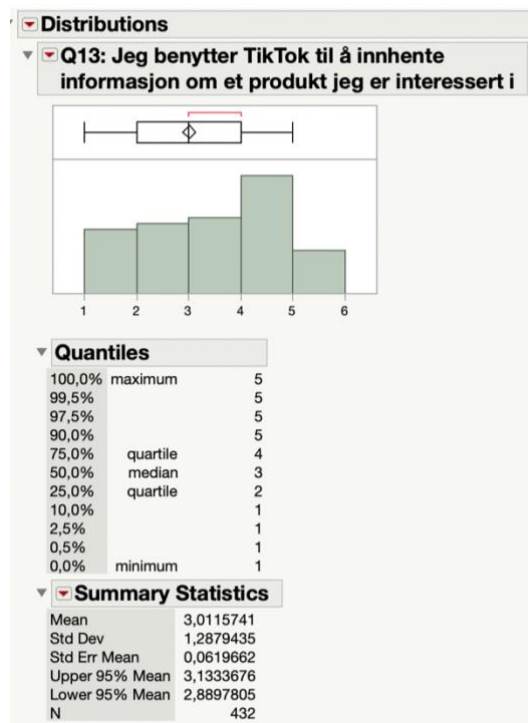 Distributions
Q13: Jeg benytter TikTok til å innhente
informasjon om et produkt jeg er interessert i
1 2 3 4 5 6
Quantiles
100,0% maximum 5
99,5% 5
97,5% 5
90,0% 5
75,0% quartile 4
50,0% median 3
25,0% quartile 2
10,0% 1
2,5% 1
0,5% 1
0,0% minimum 1
Summary Statistics
Mean 3,0115741
Std Dev 1,2879435
Std Err Mean 0,0619662
Upper 95% Mean 3,1333676
Lower 95% Mean 2,8897805
N 432